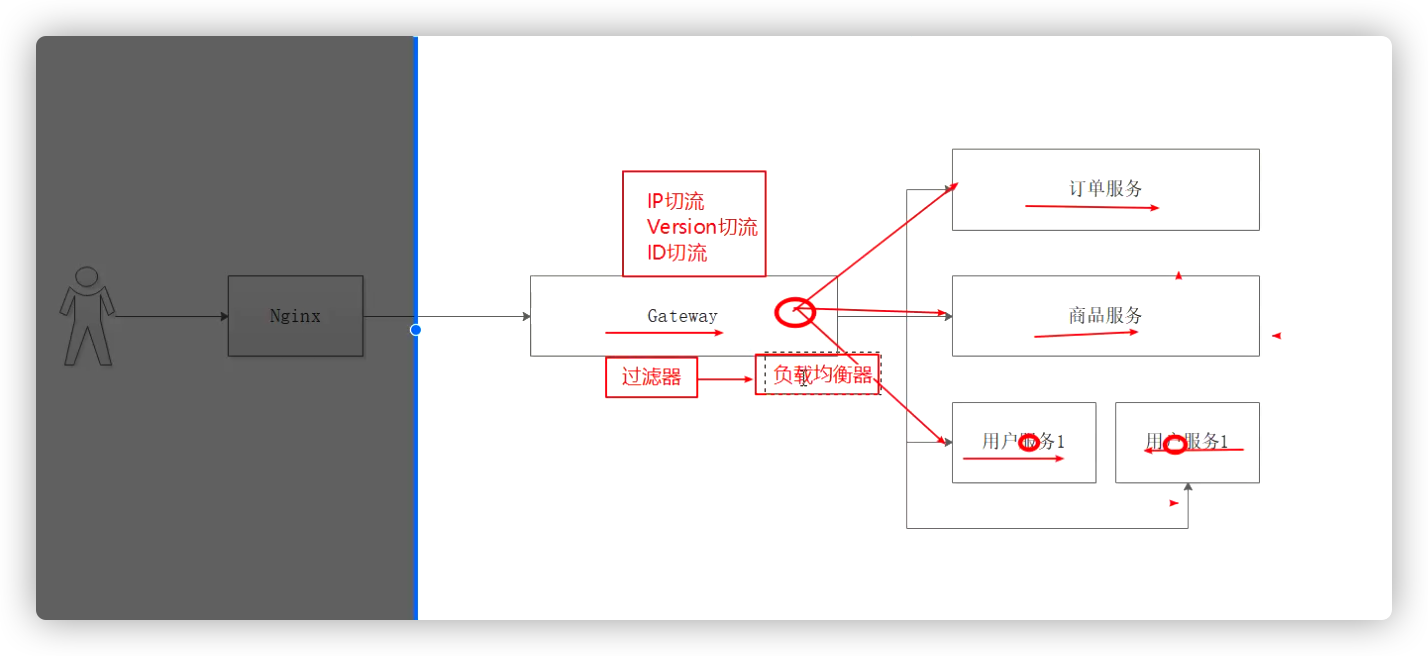 IP切流
Version切流
ID切流
订单服务
Nginx
Gateway
商品服务
过滤器
负载均衡器
用户服务1
用户服务1